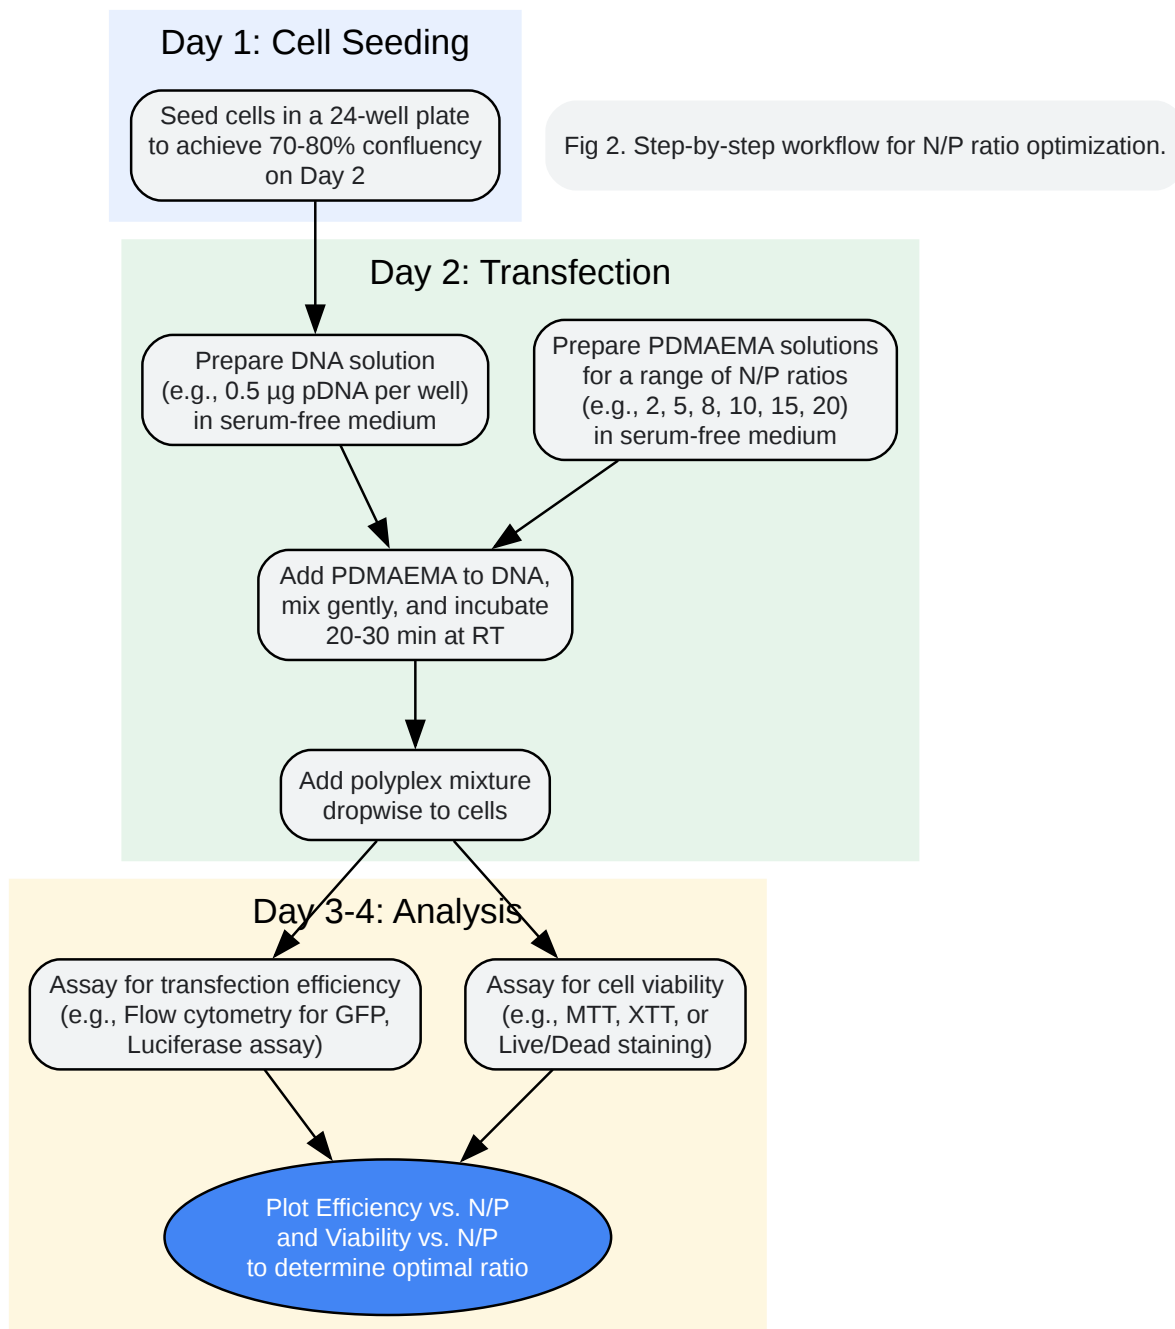 Day 1: Cell Seeding
Seed cells in a 24-well plate
to achieve 70-80% confluency
on Day 2
Fig 2. Step-by-step workflow for N/P ratio optimization.
Day 2: Transfection
Prepare DNA solution
(e.g., 0.5 µg pDNA per well)
in serum-free medium
Prepare PDMAEMA solutions
for a range of N/P ratios
(e.g., 2, 5, 8, 10, 15, 20)
in serum-free medium
Add PDMAEMA to DNA,
mix gently, and incubate
20-30 min at RT
Add polyplex mixture
dropwise to cells
Day 3-4: Analysis
Assay for transfection efficiency
(e.g., Flow cytometry for GFP,
Luciferase assay)
Assay for cell viability
(e.g., MTT, XTT, or
Live/Dead staining)
Plot Efficiency vs. N/P
and Viability vs. N/P
to determine optimal ratio